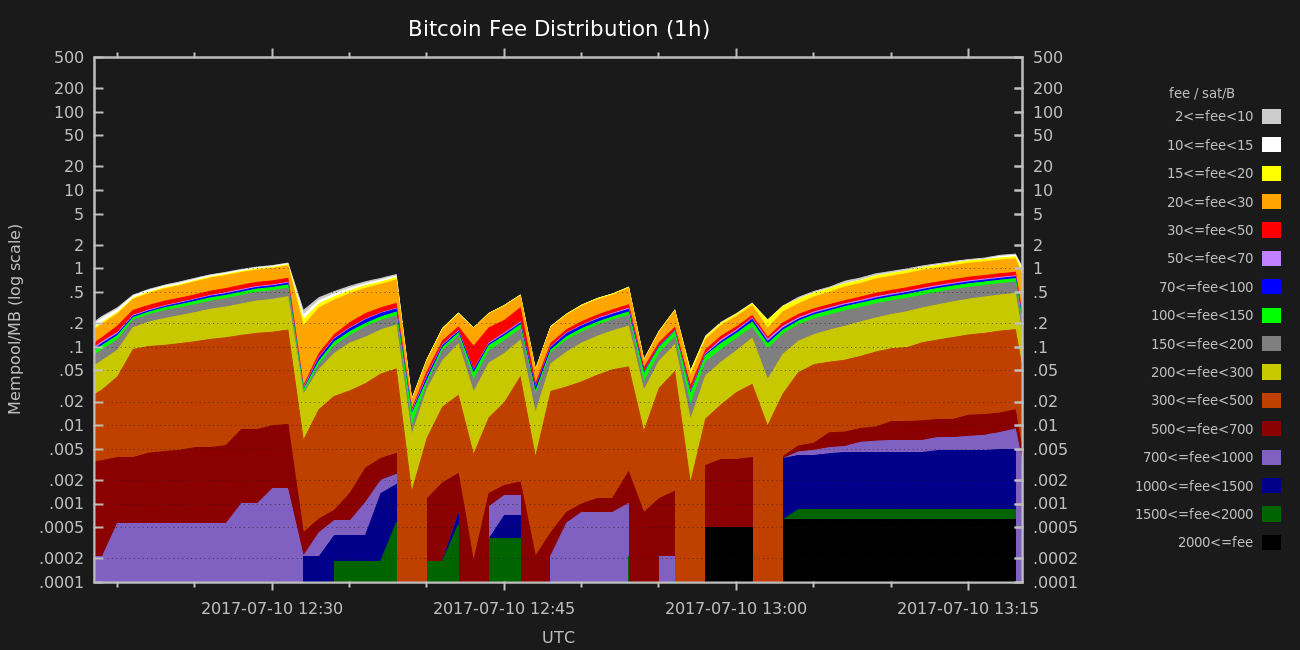 Bitcoin Fee Distribution (1h)
Mempool/MB (log scale)
500
200
100
50
20
10
5
2
1
.5
.2
.1
.05
.02
.01
.005
.002
.001
.0005
.0002
.0001
500
200
100
50
20
10
5
2
1
.5
.2
.1
.05
.02
.01
.005
.002
.001
.0005
.0002
.0001
2017-07-10 12:30
2017-07-10 12:45
2017-07-10 13:00
2017-07-10 13:15
UTC
fee / sat/B
2<=fee<10
10<=fee<15
15<=fee<20
20<=fee<30
30<=fee<50
50<=fee<70
70<=fee<100
100<=fee<150
150<=fee<200
200<=fee<300
300<=fee<500
500<=fee<700
700<=fee<1000
1000<=fee<1500
1500<=fee<2000
2000<=fee